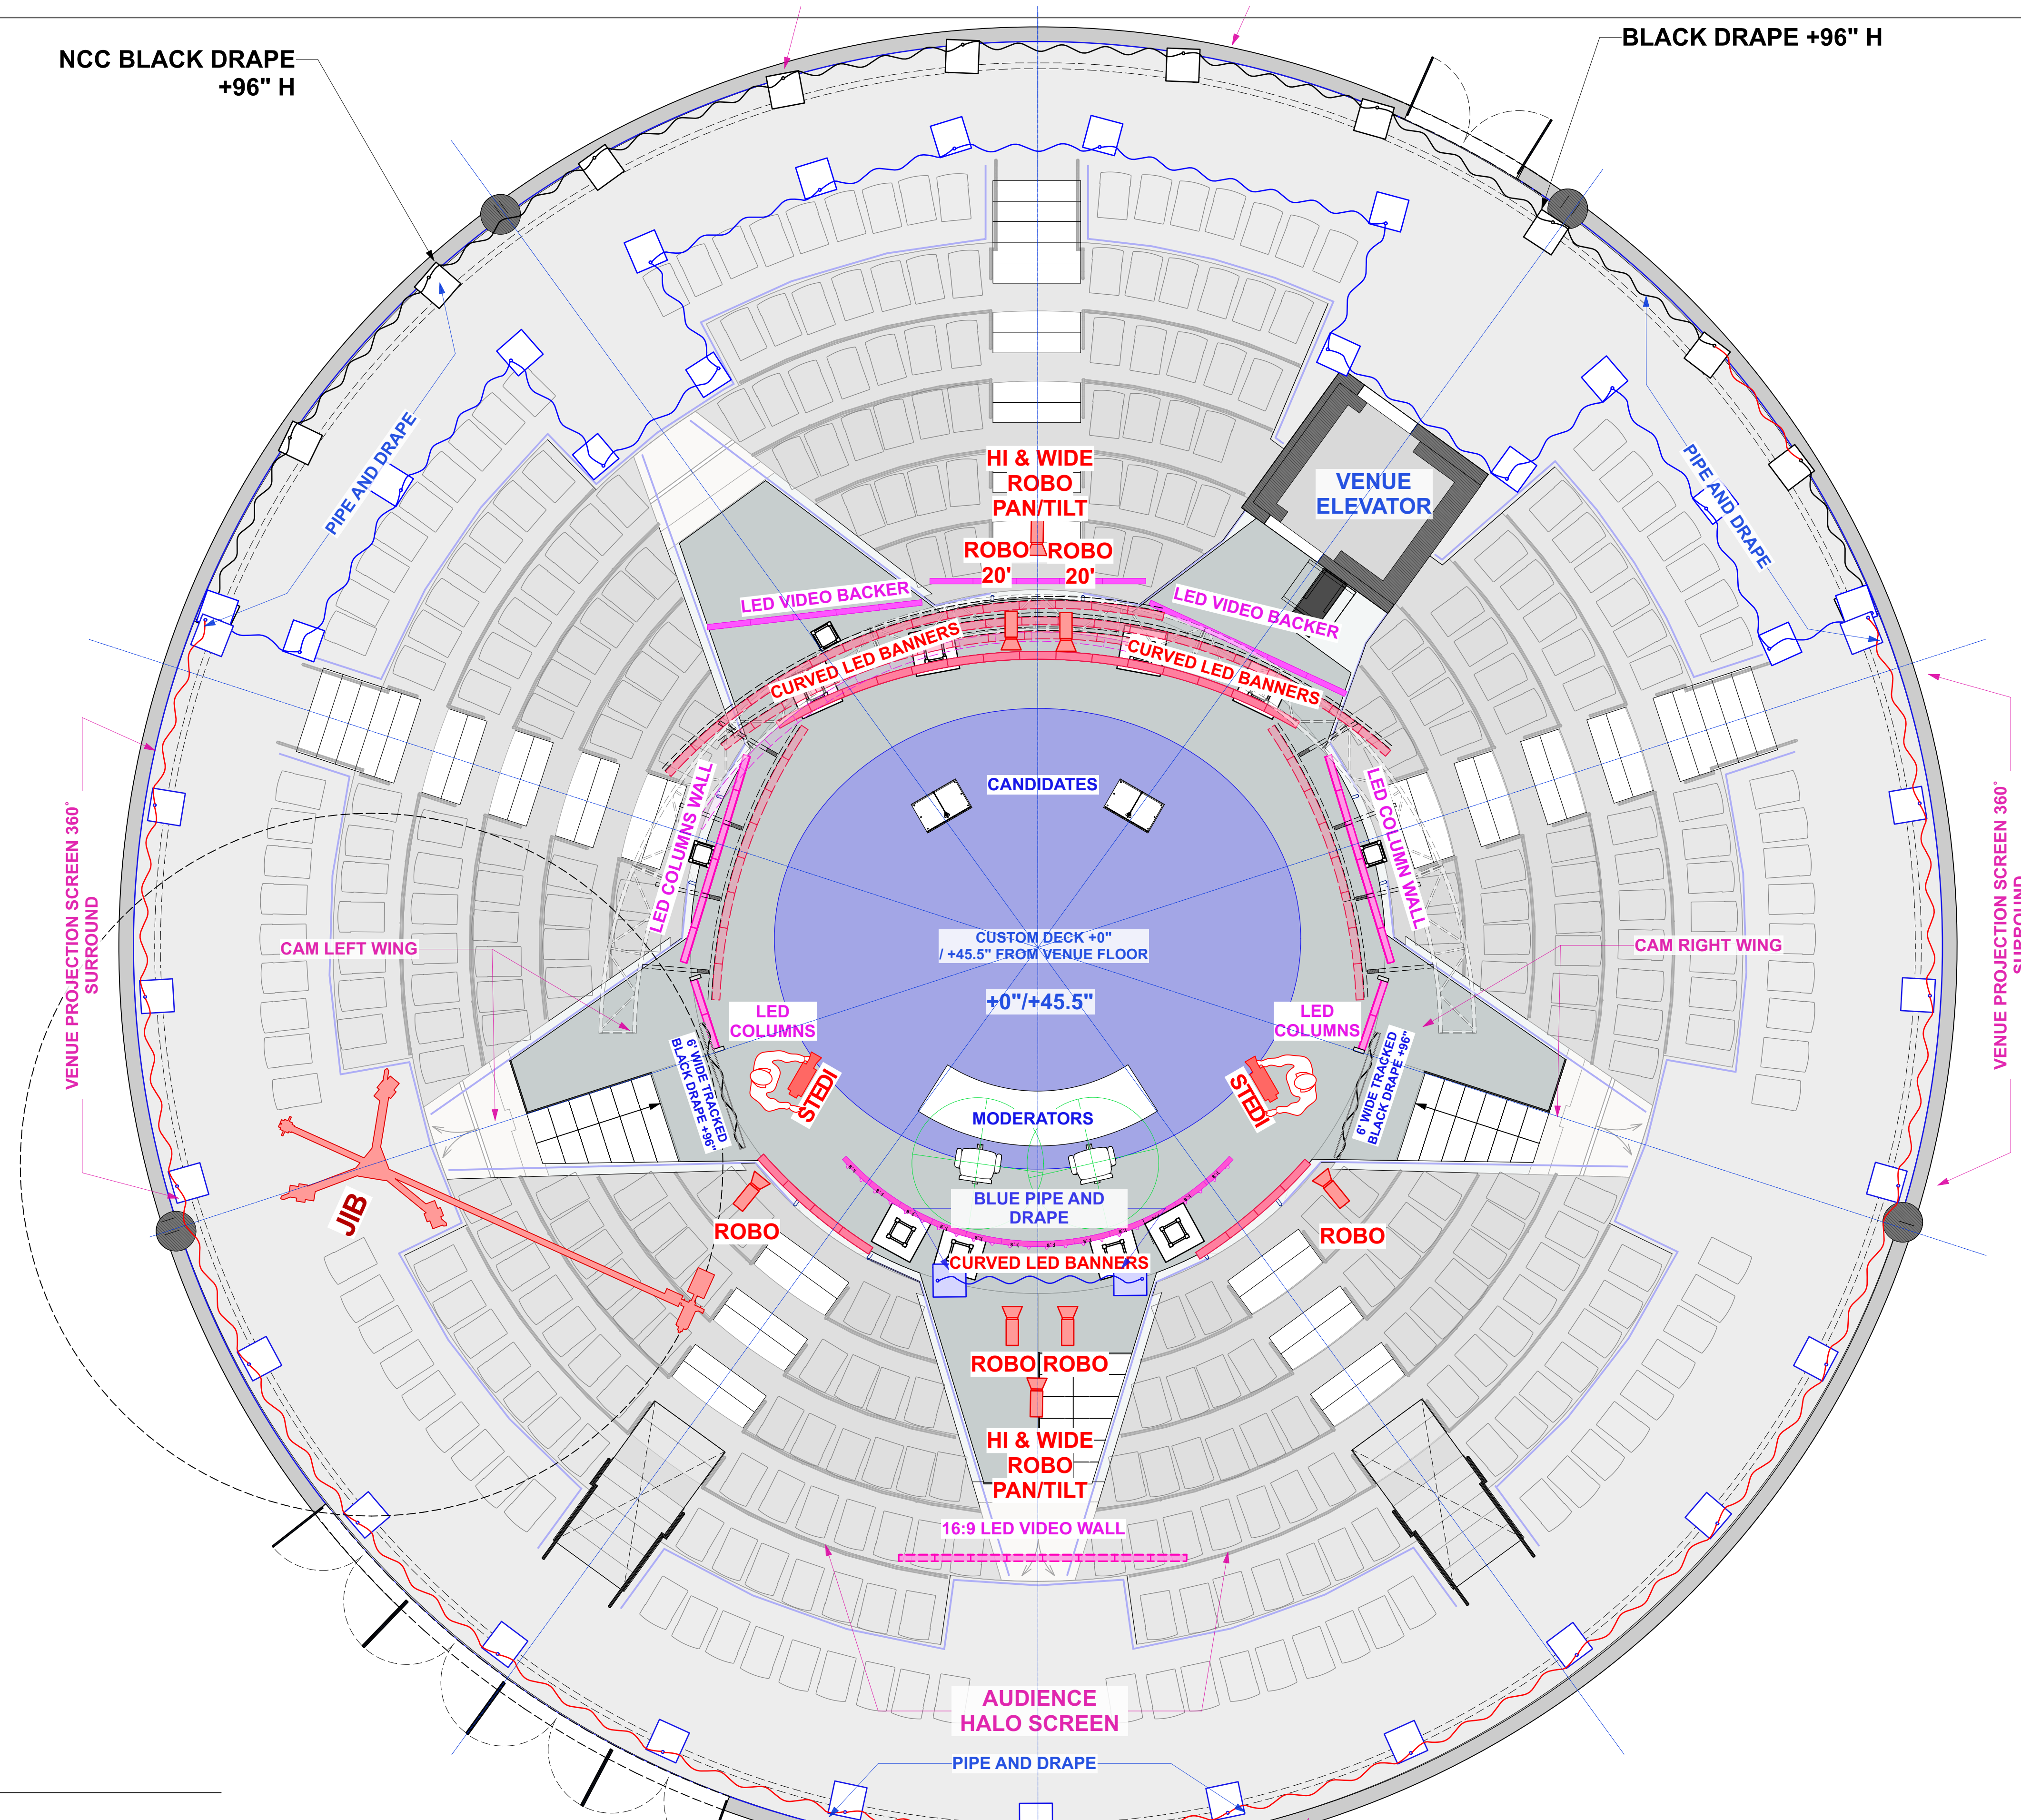 NCC BLACK DRAPE
+96" H
BLACK DRAPE +96" H
PIPE AND DRAPE
PIPE AND DRAPE
HI & WIDE
ROBO
PAN/TILT
ROBO
20'
ROBO
20'
VENUE
ELEVATOR
LED VIDEO BACKER
LED VIDEO BACKER
CURVED LED BANNERS
CURVED LED BANNERS
LED COLUMNS WALL
LED COLUMN WALL
CANDIDATES
VENUE PROJECTION SCREEN 360°
SURROUND
VENUE PROJECTION SCREEN 360°
SURROUND
CAM LEFT WING
CAM RIGHT WING
CUSTOM DECK +0"
/ +45.5" FROM VENUE FLOOR
+0"/+45.5"
LED
COLUMNS
LED
COLUMNS
6' WIDE TRACKED
BLACK DRAPE +96"
6' WIDE TRACKED
BLACK DRAPE +96"
STEDI
STEDI
MODERATORS
JIB
BLUE PIPE AND
DRAPE
ROBO
ROBO
CURVED LED BANNERS
ROBO
ROBO
HI & WIDE
ROBO
PAN/TILT
16:9 LED VIDEO WALL
AUDIENCE
HALO SCREEN
PIPE AND DRAPE